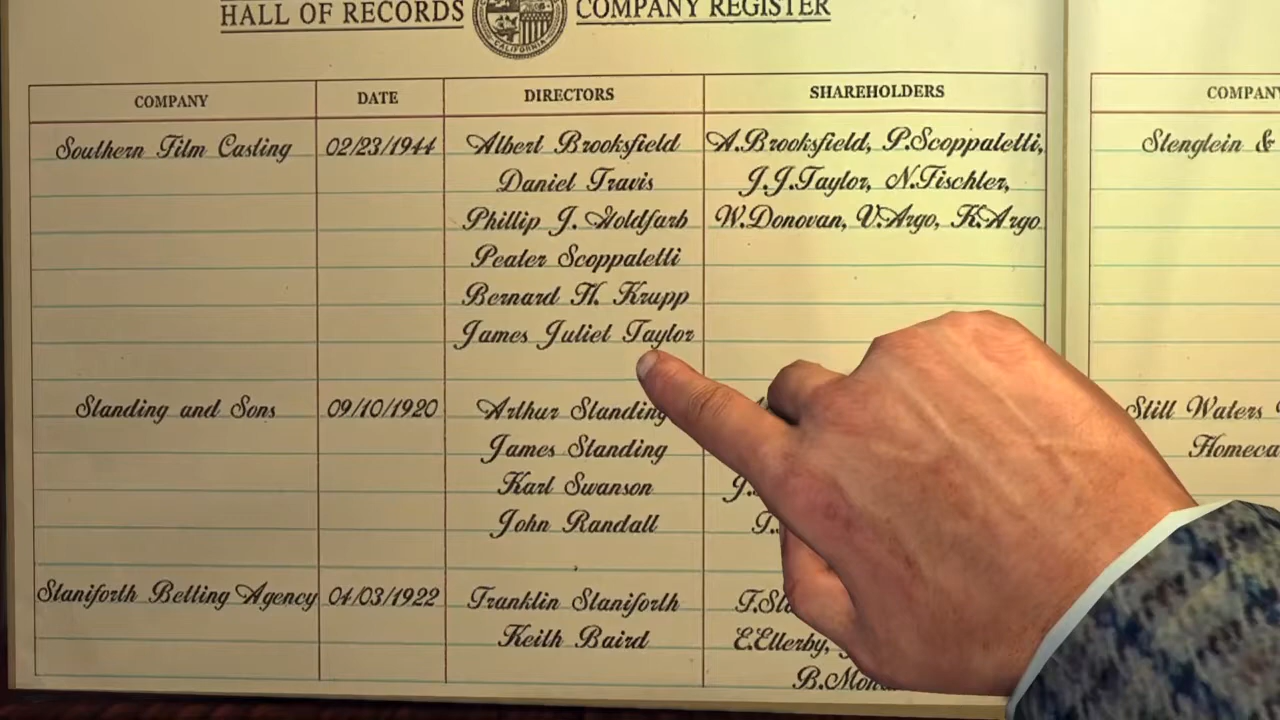 HALL OF RECORDS
COMPANY REGISTER
CALIFORNIA
COMPANY DATE DIRECTORS SHAREHOLDERS
Southern Film Casting 02/23/1944 Albert Brooksfield A.Brooksfield, P.Scoppaletti,
Daniel Travis J.J.Taylor, N.Fischler,
Phillip J. Goldfarb W.Donovan, V.Argo, K.Argo
Peater Scoppaletti
Bernard H. Krupp
James Juliet Taylor
Standing and Sons 09/10/1920 Arthur Standing
James Standing
Karl Swanson
John Randall
Staniforth Betting Agency 04/03/1922 Franklin Staniforth
Keith Baird E.Ellerby,
COMPANY
Stenglein &
Still Waters